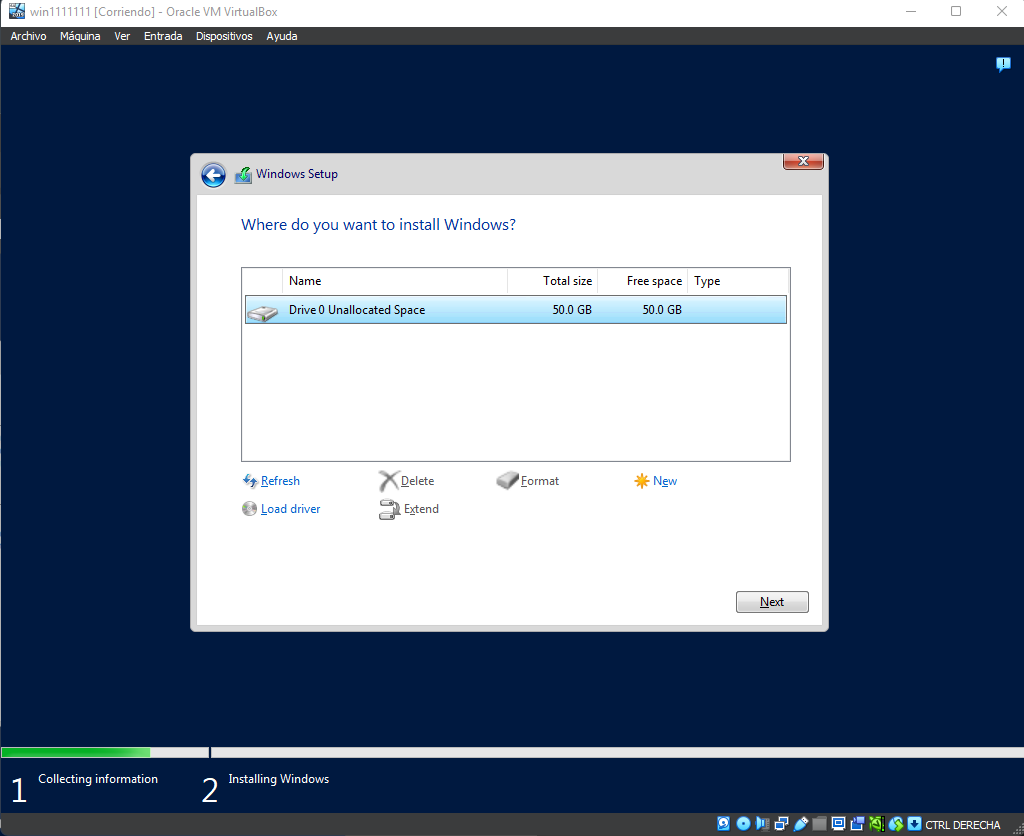 win1111111 [Corriendo] - Oracle VM VirtualBox
Archivo Máquina Ver Entrada Dispositivos Ayuda
Windows Setup
Where do you want to install Windows?
Name Total size Free space Type
Drive 0 Unallocated Space 50.0 GB 50.0 GB
Refresh Delete Format New
Load driver Extend
Next
1 Collecting information 2 Installing Windows
CTRL DERECHA